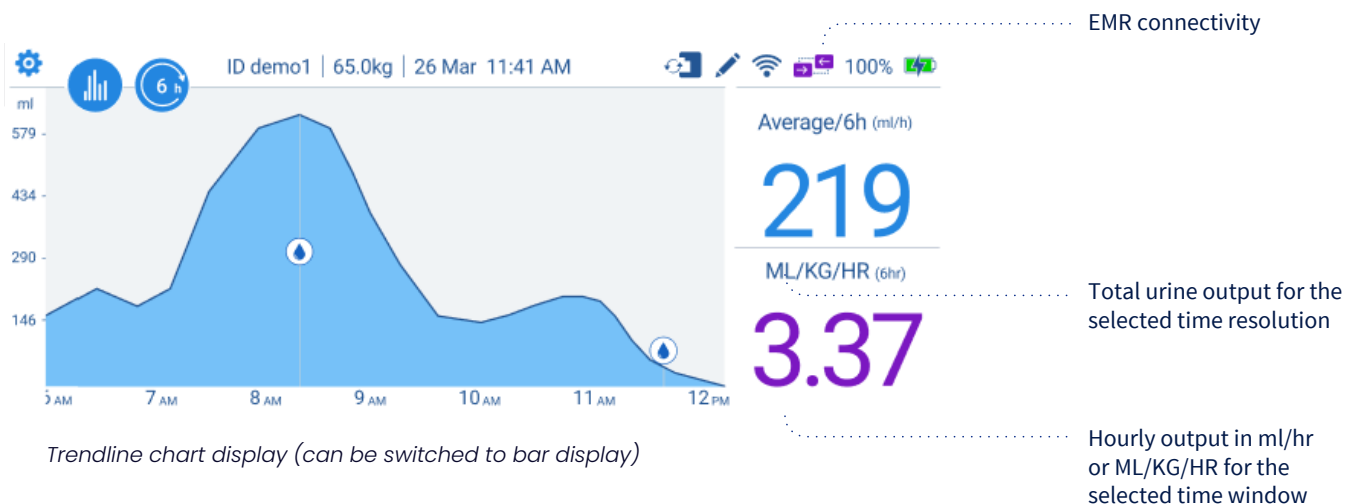 EMR connectivity
ID demo1 | 65.0kg | 26 Mar 11:41 AM
100%
6 h
ml
579
434
290
146
7 AM
8 AM
9 AM
10 AM
11 AM
12 PM
Average/6h (ml/h)
219
ML/KG/HR (6hr)
3.37
Total urine output for the
selected time resolution
Hourly output in ml/hr
or ML/KG/HR for the
selected time window
Trendline chart display (can be switched to bar display)